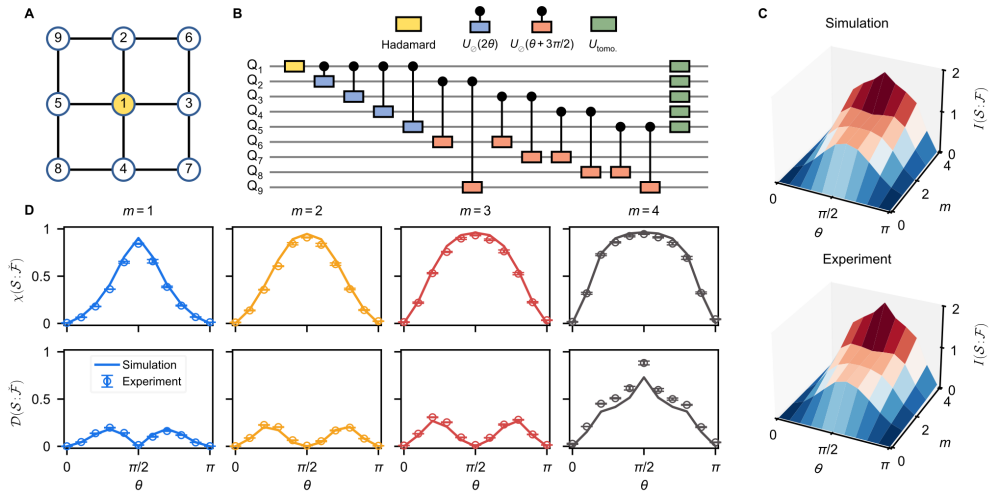 A
9
2
6
5
1
3
8
4
7
B
Hadamard
U⊘(2θ)
U⊘(θ+3π/2)
Utomo.
Q1
Q2
Q3
Q4
Q5
Q6
Q7
Q8
Q9
C
Simulation
I(S:F)
2
1
0
0
π/2
π
θ
0
2
4
m
Experiment
I(S:F)
2
1
0
0
π/2
π
θ
0
2
4
m
D
m=1
m=2
m=3
m=4
χ(S:F̌)
1
0.5
0
D(S:F̌)
1
0.5
0
Simulation
Experiment
0
π/2
π
0
π/2
π
0
π/2
π
0
π/2
π
θ
θ
θ
θ